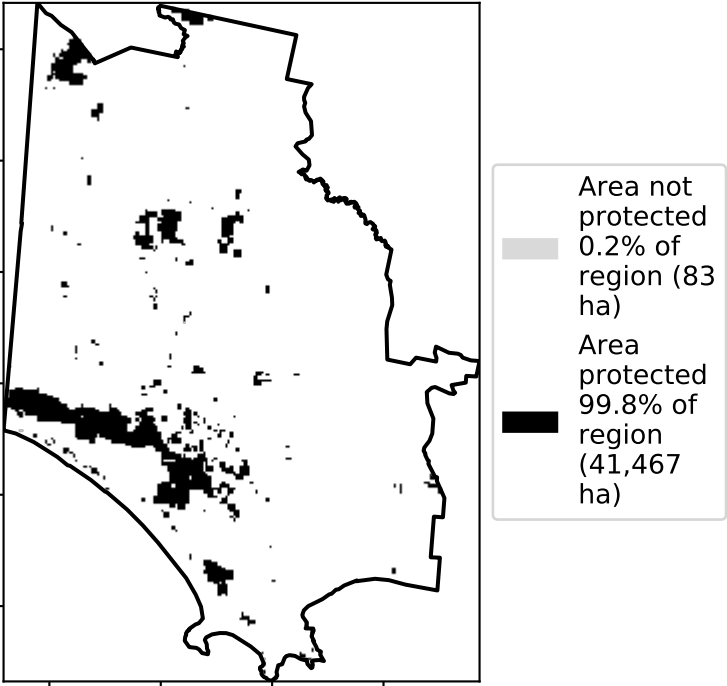 Area not
protected
0.2% of
region (83
ha)
Area
protected
99.8% of
region
(41,467
ha)